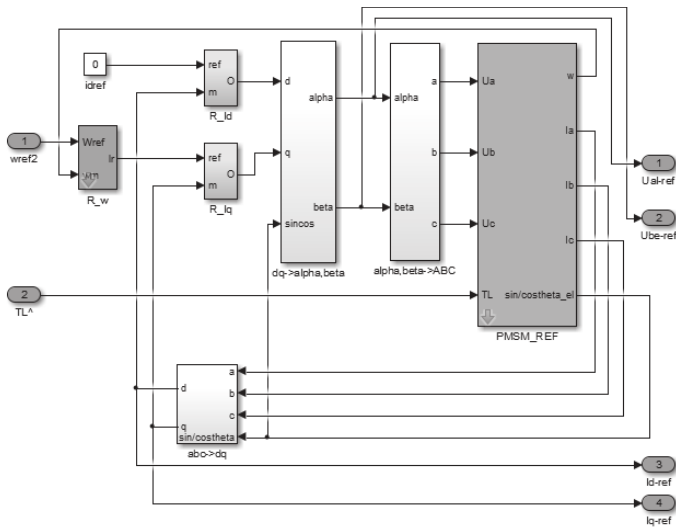 0
idref
ref
m
O
R_Id
1
wref2
Wref
Ir
R_w
ref
m
O
R_Iq
d
q
sincos
alpha
beta
dq->alpha,beta
alpha
beta
a
b
c
alpha,beta->ABC
Ua
Ub
Uc
TL
w
Ia
Ib
Ic
sin/costheta_el
PMSM_REF
1
Ual-ref
2
Ube-ref
2
TL^
d
q
a
b
c
sin/costheta
abc->dq
3
Id-ref
4
Iq-ref